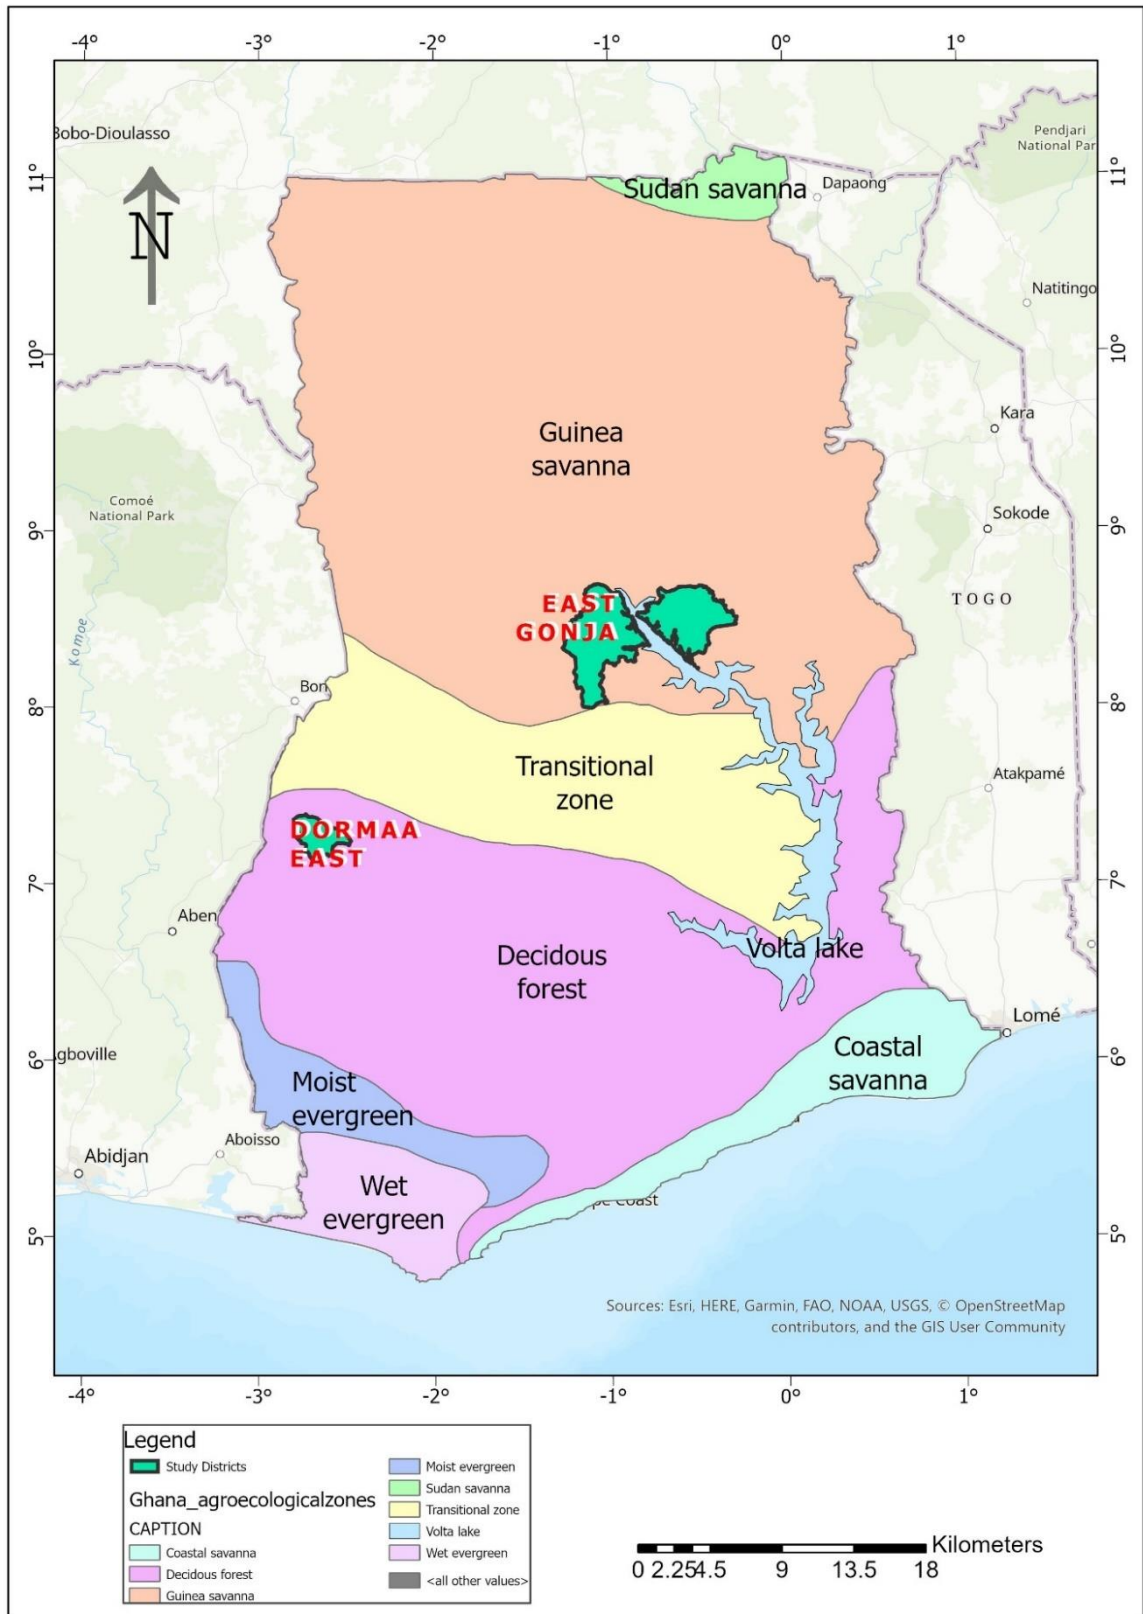 -4° -3° -2° -1° 0° 1°
Bobo-Dioulasso
Pendjari
National Par
11° 11°
Sudan savanna
Dapaong
N
Natitingo
10° 10°
Guinea
savanna
Kara
Comoé
National Park
9° 9°
Sokode
EAST
GONJA
TOGO
Komoe
Bon
8° 8°
Transitional
zone
Atakpamé
DORMAA
EAST
7° 7°
Aben
Decidous
forest
Volta lake
Lomé
6° 6°
Agboville
Coastal
savanna
Moist
evergreen
Aboisso
Abidjan
Wet
evergreen
pe Coast
5° 5°
Sources: Esri, HERE, Garmin, FAO, NOAA, USGS, © OpenStreetMap
contributors, and the GIS User Community
-4° -3° -2° -1° 0° 1°
Legend
Study Districts
Ghana_agroecologicalzones
CAPTION
Coastal savanna
Decidous forest
Guinea savanna
Moist evergreen
Sudan savanna
Transitional zone
Volta lake
Wet evergreen
<all other values>
Kilometers
0 2.25 4.5 9 13.5 18